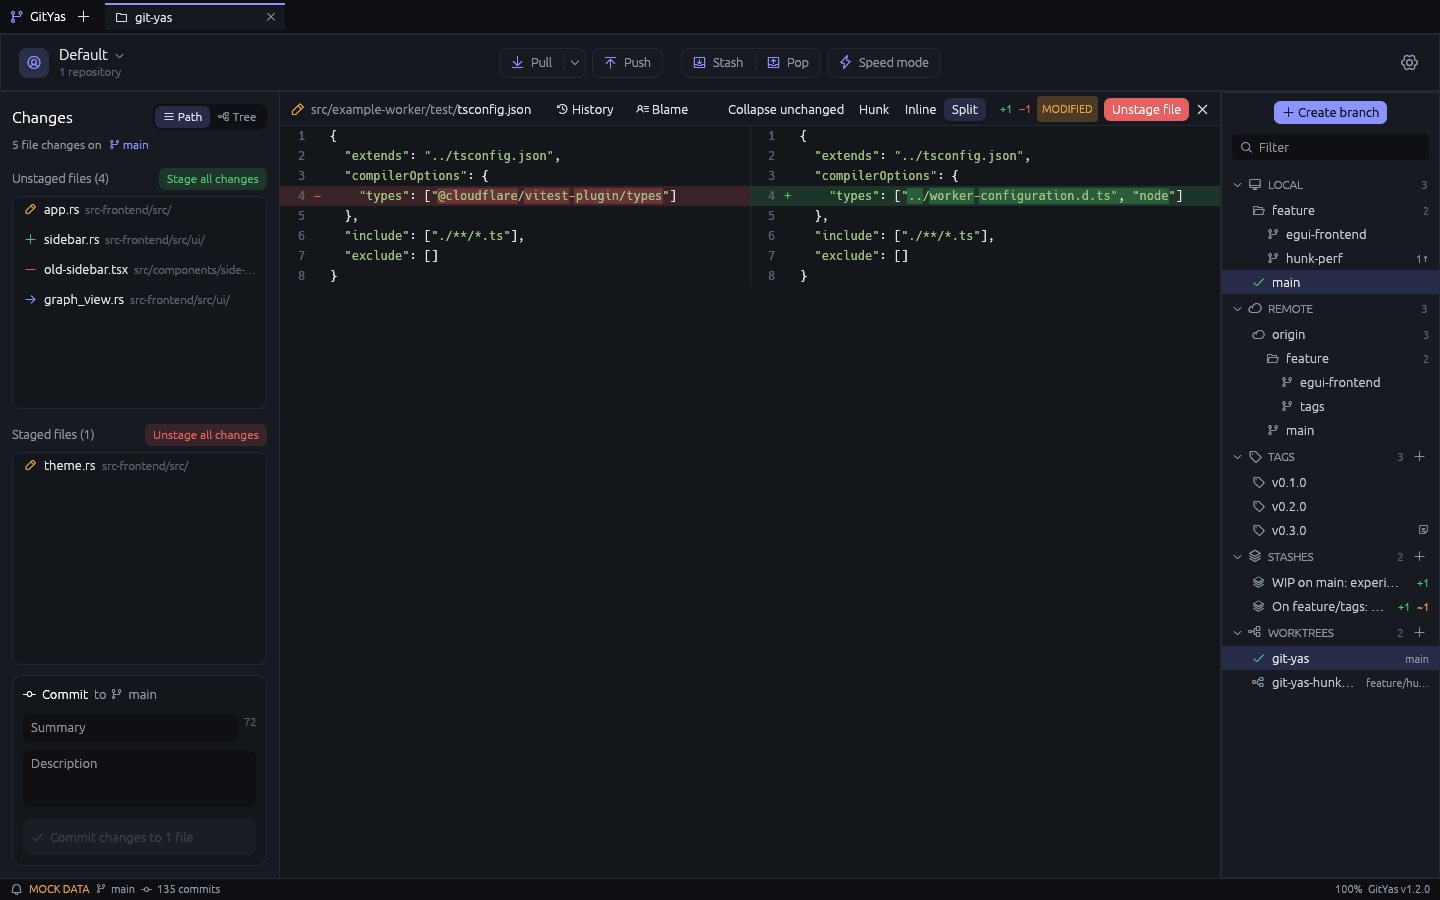 GitYas
git-yas
Default
1 repository
Pull
Push
Stash
Pop
Speed mode
Changes
Path
Tree
5 file changes on main
Unstaged files (4)
Stage all changes
app.rs src-frontend/src/
sidebar.rs src-frontend/src/ui/
old-sidebar.tsx src/components/side-...
graph_view.rs src-frontend/src/ui/
Staged files (1)
Unstage all changes
theme.rs src-frontend/src/
Commit to main
Summary
72
Description
Commit changes to 1 file
src/example-worker/test/tsconfig.json
History
Blame
Collapse unchanged
Hunk
Inline
Split
+1 −1
MODIFIED
Unstage file
1 {
2 "extends": "../tsconfig.json",
3 "compilerOptions": {
4 − "types": ["@cloudflare/vitest-plugin/types"]
5 },
6 "include": ["./**/*.ts"],
7 "exclude": []
8 }
1 {
2 "extends": "../tsconfig.json",
3 "compilerOptions": {
4 + "types": ["../worker-configuration.d.ts", "node"]
5 },
6 "include": ["./**/*.ts"],
7 "exclude": []
8 }
Create branch
Filter
LOCAL 3
feature 2
egui-frontend
hunk-perf 1↑
main
REMOTE 3
origin 3
feature 2
egui-frontend
tags
main
TAGS 3
v0.1.0
v0.2.0
v0.3.0
STASHES 2
WIP on main: experi... +1
On feature/tags: ... +1 ~1
WORKTREES 2
git-yas main
git-yas-hunk... feature/hu...
MOCK DATA main 135 commits
100% GitYas v1.2.0